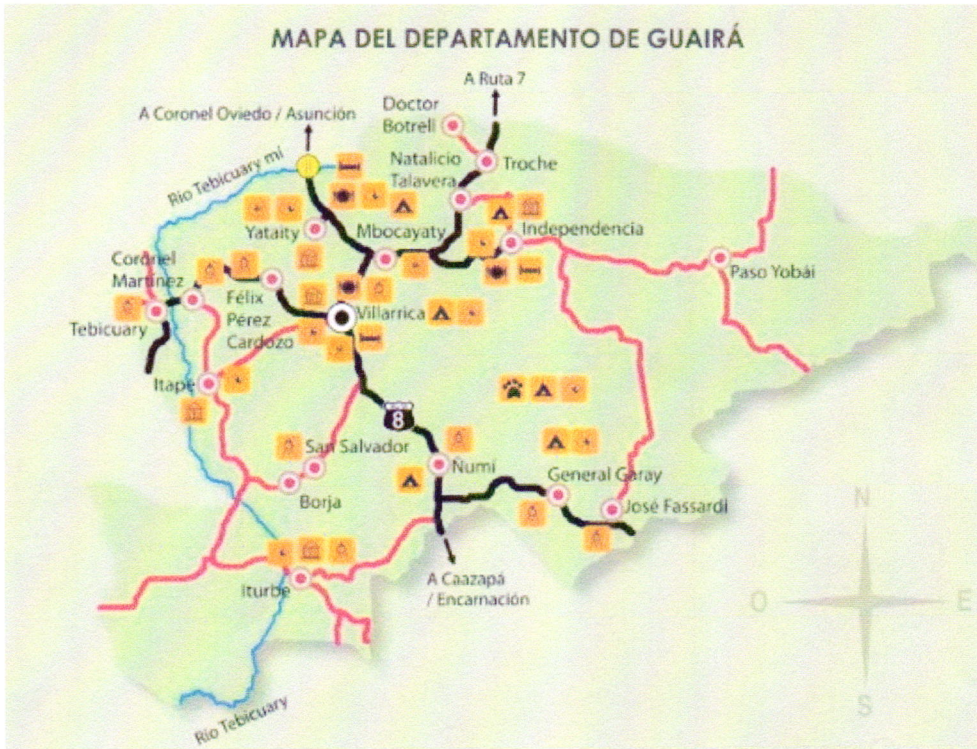 MAPA DEL DEPARTAMENTO DE GUAIRÁ
A Ruta 7
A Coronel Oviedo / Asunción
Doctor
Botrell
Natalicio
Talavera
Troche
Río Tebicuary mí
Yataity
Mbocayaty
Independencia
Paso Yobái
Coronel
Martínez
Félix
Pérez
Cardozo
Villarrica
Tebicuary
Itapé
8
San Salvador
Ñumí
General Garay
Borja
José Fassardi
N
Iturbe
A Caazapá
/ Encarnación
O
E
S
Río Tebicuary